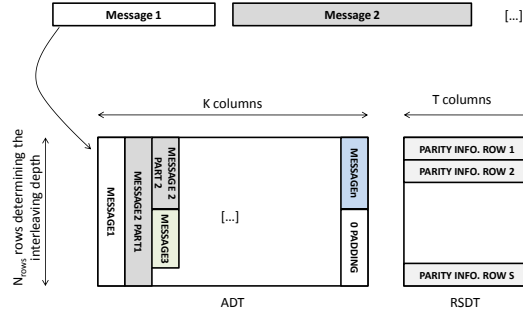 Message 1
Message 2
[...]
K columns
T columns
N_rows rows determining the
interleaving depth
MESSAGE1
MESSAGE2 PART1
MESSAGE 2
PART 2
MESSAGE3
[...]
MESSAGEn
0 PADDING
PARITY INFO. ROW 1
PARITY INFO. ROW 2
PARITY INFO. ROW S
ADT
RSDT